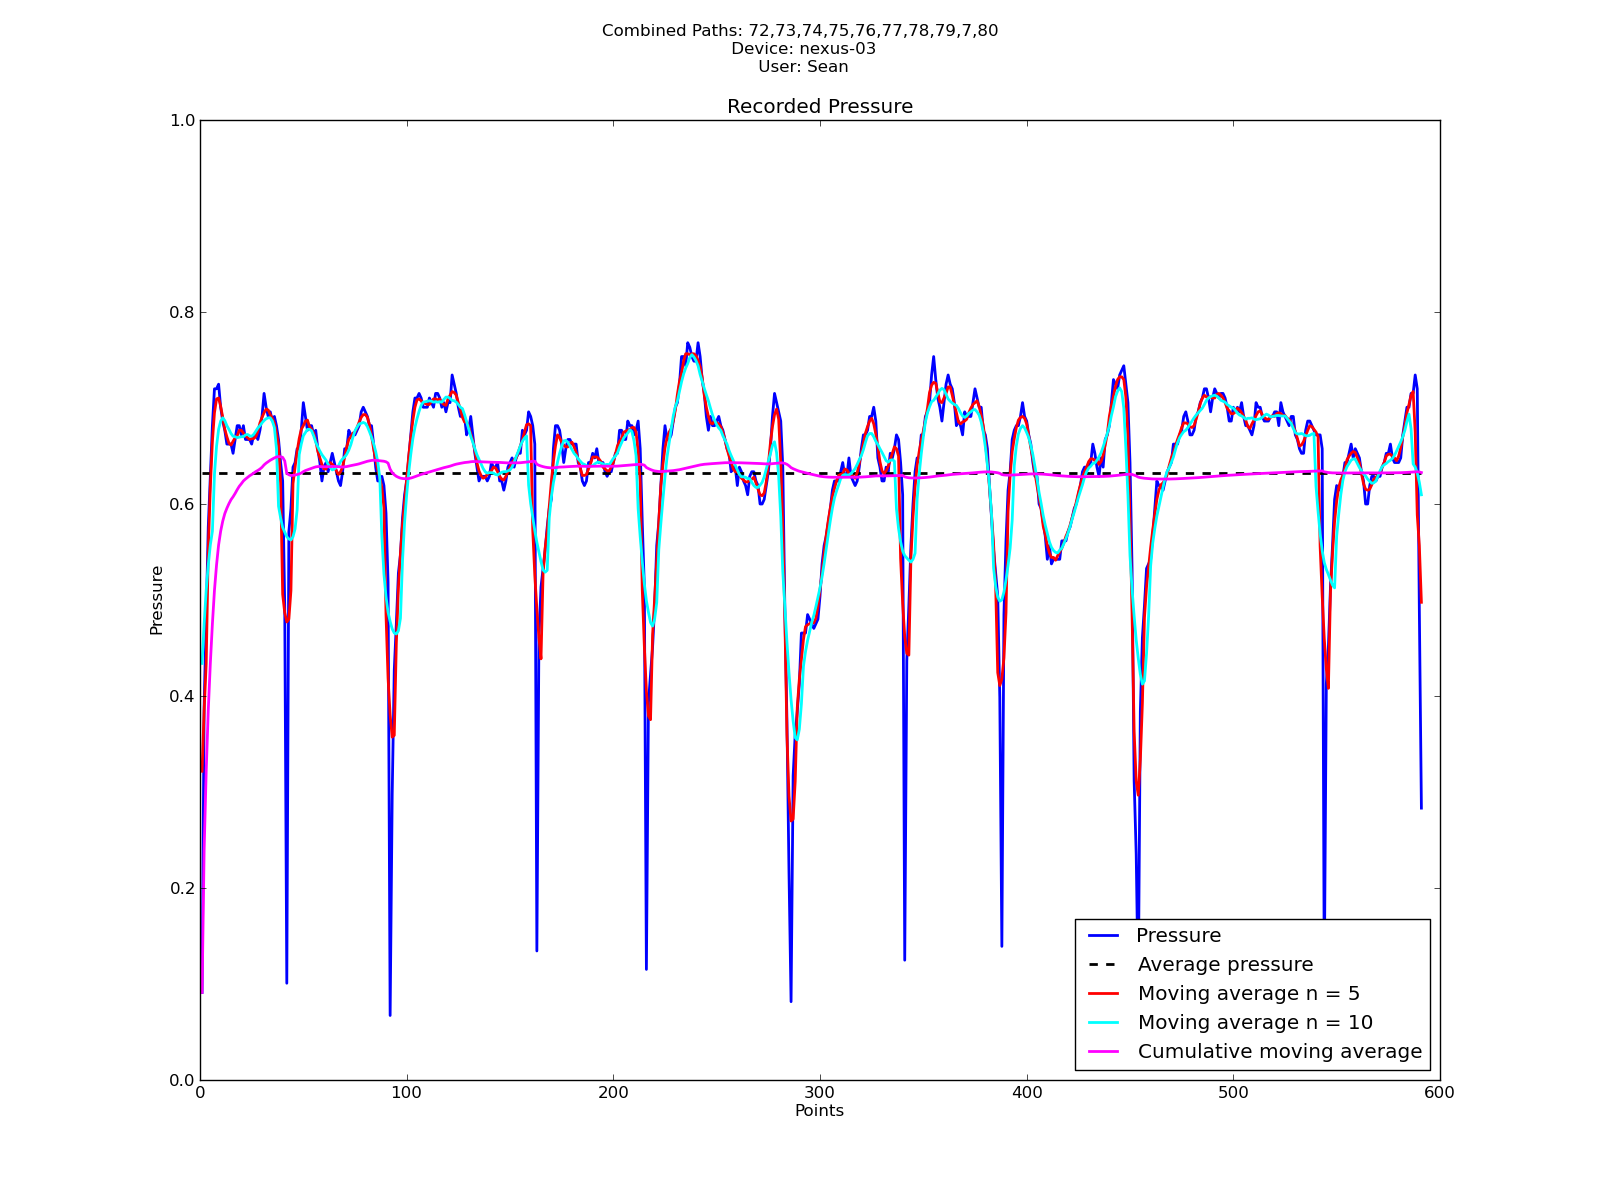 Combined Paths: 72,73,74,75,76,77,78,79,7,80
Device: nexus-03
User: Sean
Recorded Pressure
1.0
0.8
0.6
0.4
0.2
0.0
Pressure
0 100 200 300 400 500 600
Points
Pressure
Average pressure
Moving average n = 5
Moving average n = 10
Cumulative moving average